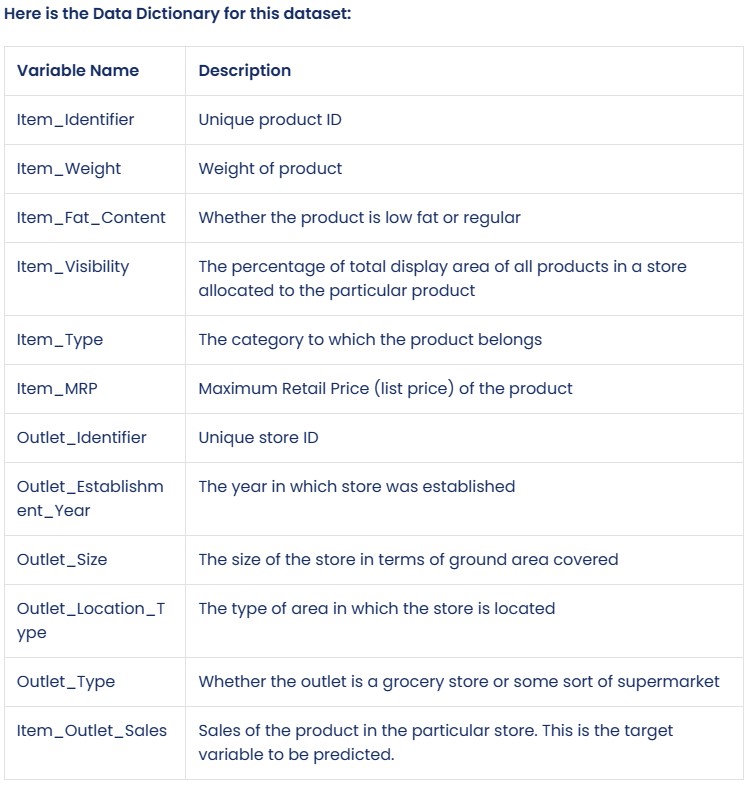 Here is the Data Dictionary for this dataset:
Variable Name Description
Item_Identifier Unique product ID
Item_Weight Weight of product
Item_Fat_Content Whether the product is low fat or regular
Item_Visibility The percentage of total display area of all products in a store
allocated to the particular product
Item_Type The category to which the product belongs
Item_MRP Maximum Retail Price (list price) of the product
Outlet_Identifier Unique store ID
Outlet_Establishm The year in which store was established
ent_Year
Outlet_Size The size of the store in terms of ground area covered
Outlet_Location_T The type of area in which the store is located
ype
Outlet_Type Whether the outlet is a grocery store or some sort of supermarket
Item_Outlet_Sales Sales of the product in the particular store. This is the target
variable to be predicted.